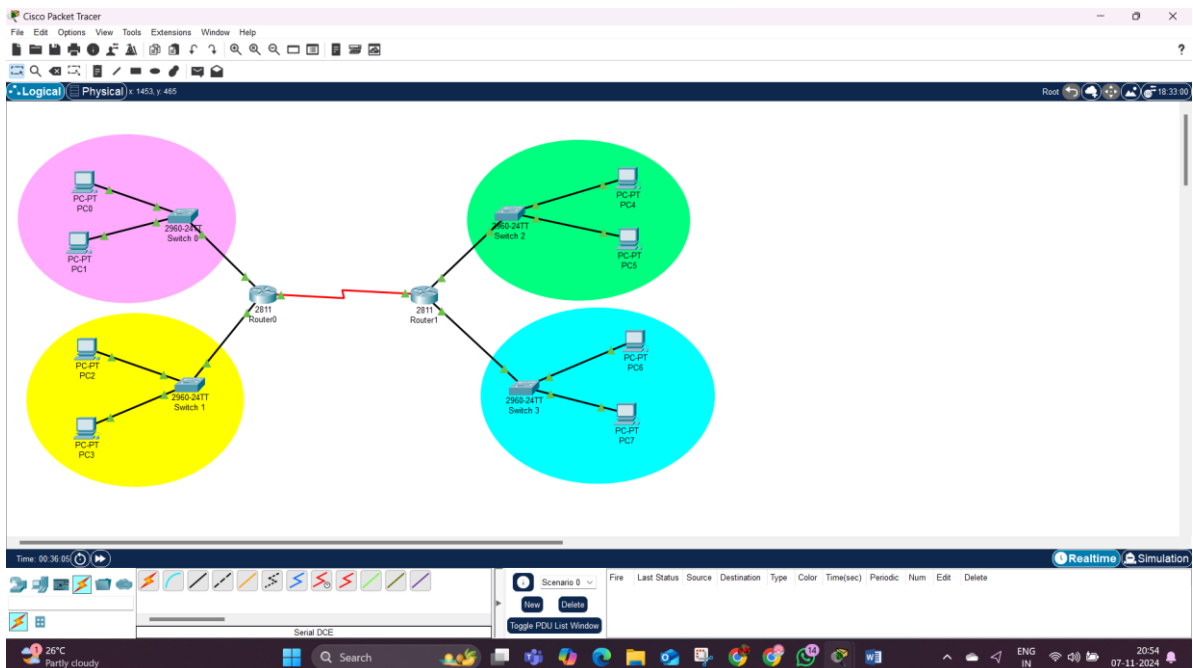 Cisco Packet Tracer
File Edit Options View Tools Extensions Window Help
?
Logical Physical x: 1453, y: 465 Root 18:33:00
PC-PT
PC0
PC-PT
PC1
2960-24TT
Switch 0
PC-PT
PC4
2960-24TT
Switch 2
PC-PT
PC5
2811
Router0
2811
Router1
PC-PT
PC2
2960-24TT
Switch 1
PC-PT
PC3
PC-PT
PC6
2960-24TT
Switch 3
PC-PT
PC7
Time: 00:36:05 Realtime Simulation
Scenario 0 Fire Last Status Source Destination Type Color Time(sec) Periodic Num Edit Delete
New Delete
Toggle PDU List Window
Serial DCE
1 26°C
Partly cloudy
Search
14
ENG
IN
20:54
07-11-2024